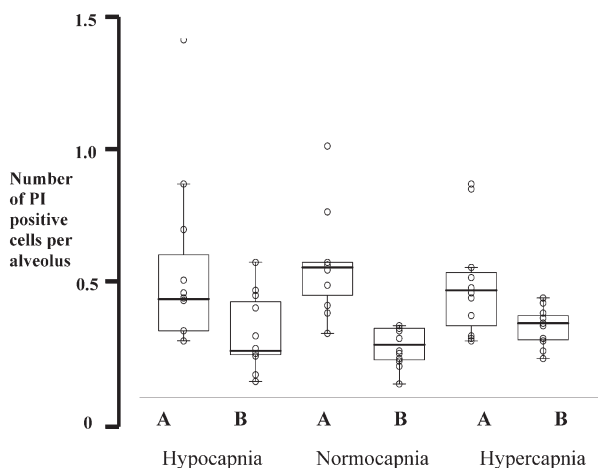 1.5
1.0
Number
of PI
positive
cells per
alveolus
0.5
0
A B A B A B
Hypocapnia Normocapnia Hypercapnia